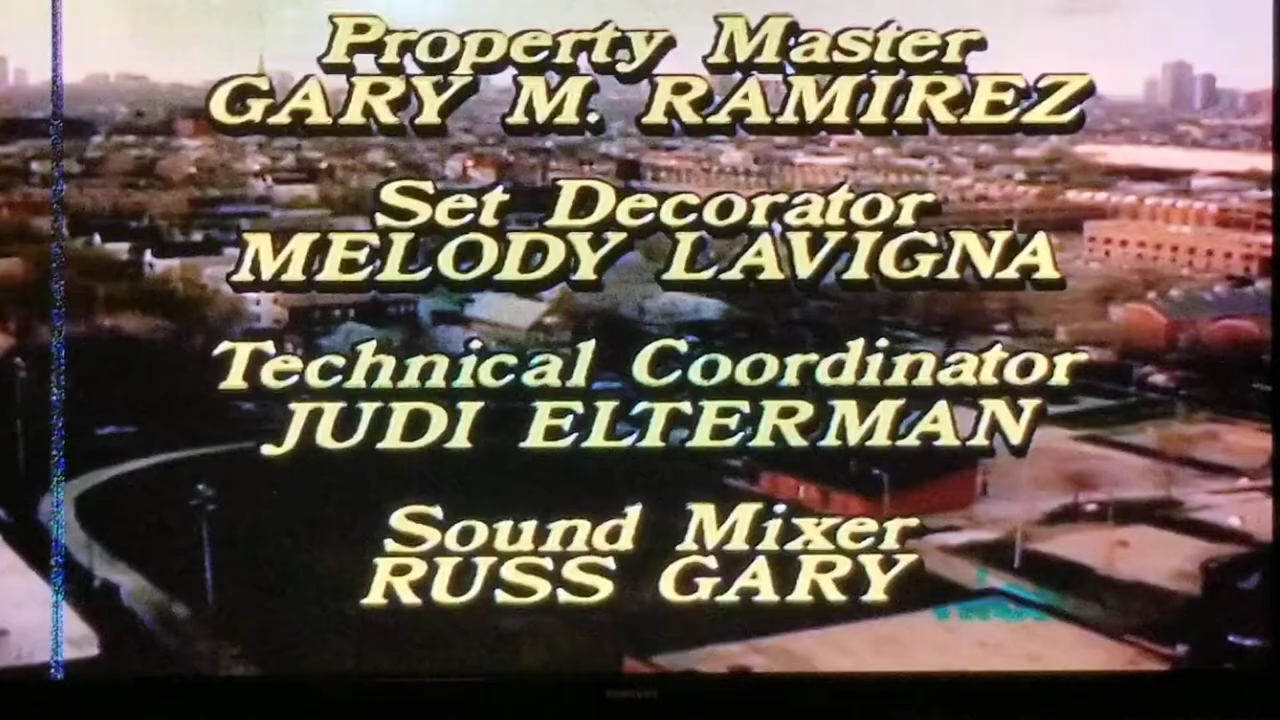 Property Master
GARY M. RAMIREZ
Set Decorator
MELODY LAVIGNA
Technical Coordinator
JUDI ELTERMAN
Sound Mixer
RUSS GARY